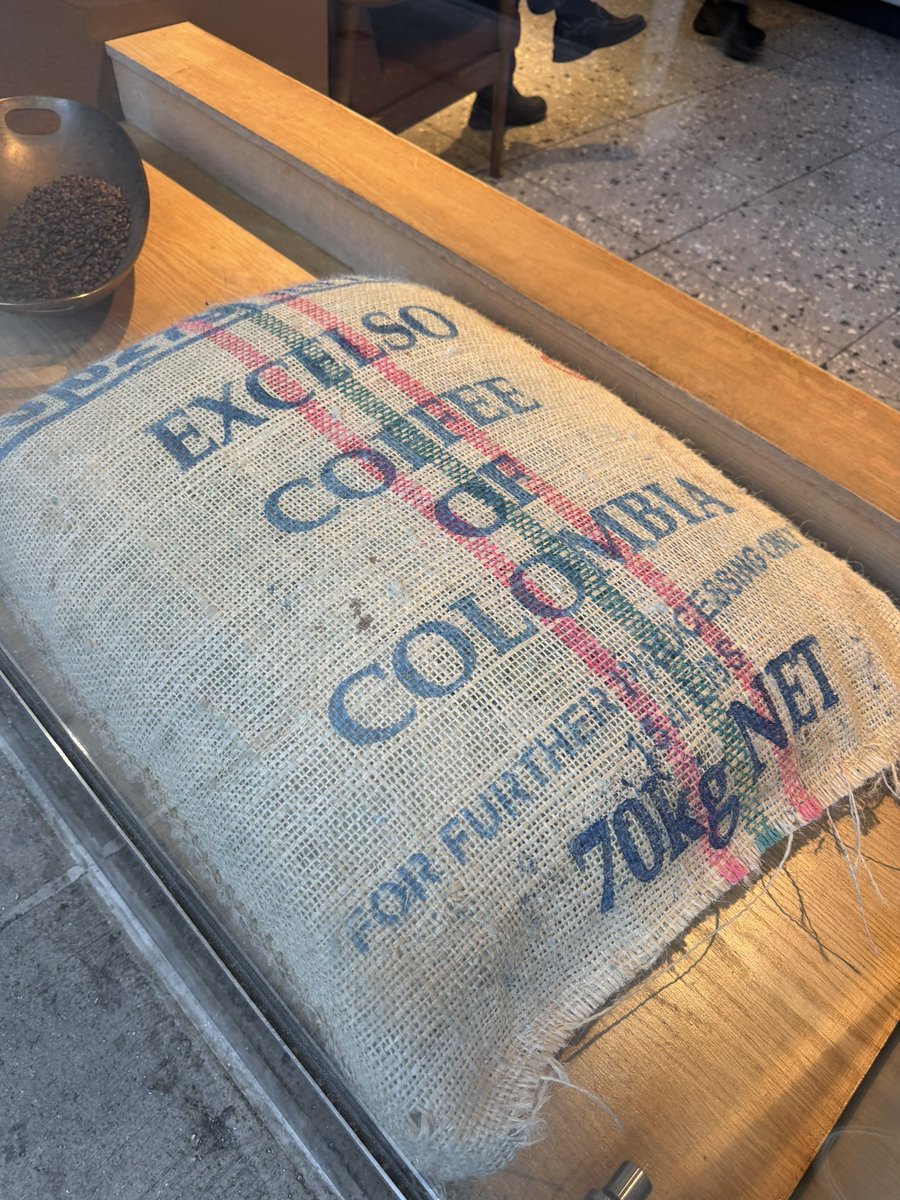 EXCELSO
COFFEE
OF
COLOMBIA
FOR FURTHER PROCESSING ONLY
70kg NET